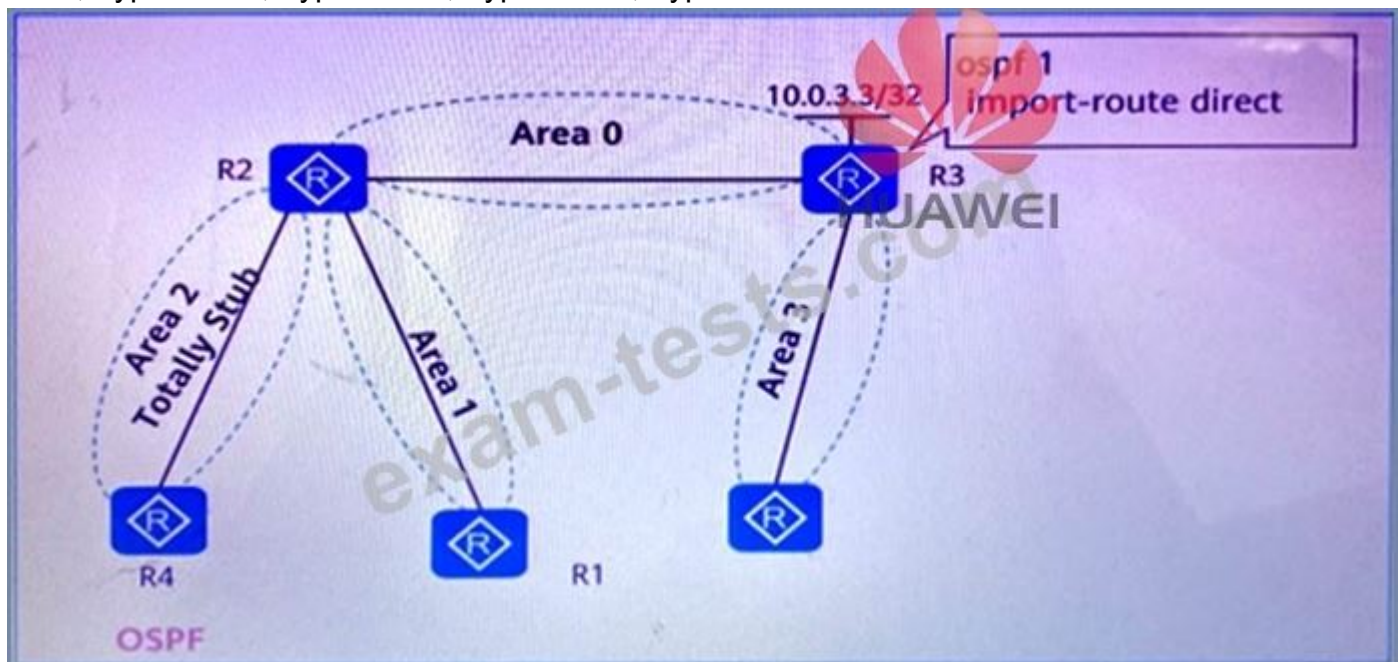 10.0.3.3/32
ospf 1
import-route direct
Area 0
R2
R3
HUAWEI
Area 2
Totally Stub
Area 1
Area 3
exam-tests.com
R4
R1
OSPF